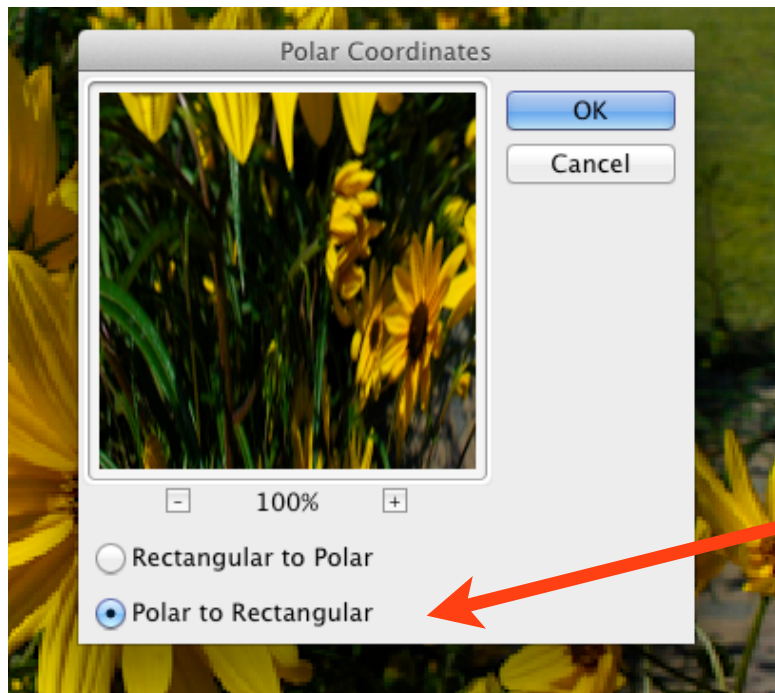 Polar Coordinates
OK
Cancel
- 100% +
Rectangular to Polar
Polar to Rectangular